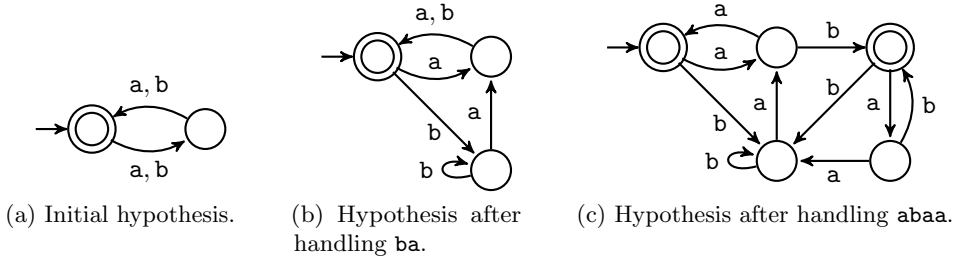 a, b
a, b
(a) Initial hypothesis.
a, b
a
b
a
b
(b) Hypothesis after
handling ba.
a
a
b
b
a
b
b
a
b
a
(c) Hypothesis after handling abaa.